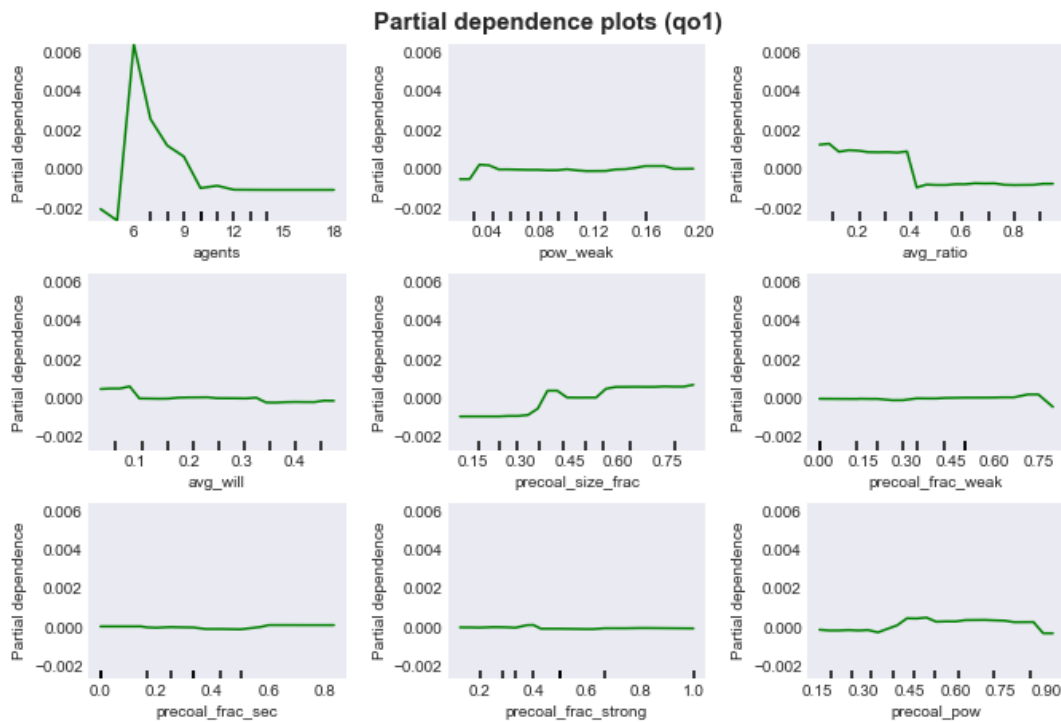 Partial dependence plots (qo1)
Partial dependence
0.006
0.004
0.002
0.000
−0.002
6 9 12 15 18
agents
Partial dependence
0.006
0.004
0.002
0.000
−0.002
0.04 0.08 0.12 0.16 0.20
pow_weak
Partial dependence
0.006
0.004
0.002
0.000
−0.002
0.2 0.4 0.6 0.8
avg_ratio
Partial dependence
0.006
0.004
0.002
0.000
−0.002
0.1 0.2 0.3 0.4
avg_will
Partial dependence
0.006
0.004
0.002
0.000
−0.002
0.15 0.30 0.45 0.60 0.75
precoal_size_frac
Partial dependence
0.006
0.004
0.002
0.000
−0.002
0.00 0.15 0.30 0.45 0.60 0.75
precoal_frac_weak
Partial dependence
0.006
0.004
0.002
0.000
−0.002
0.0 0.2 0.4 0.6 0.8
precoal_frac_sec
Partial dependence
0.006
0.004
0.002
0.000
−0.002
0.2 0.4 0.6 0.8 1.0
precoal_frac_strong
Partial dependence
0.006
0.004
0.002
0.000
−0.002
0.15 0.30 0.45 0.60 0.75 0.90
precoal_pow